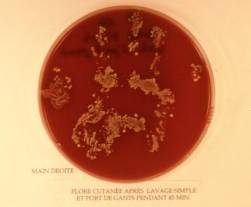 MAIN DROITE
FLORE CUTANÉE APRÈS LAVAGE SIMPLE
ET PORT DE GANTS PENDANT 45 MIN.